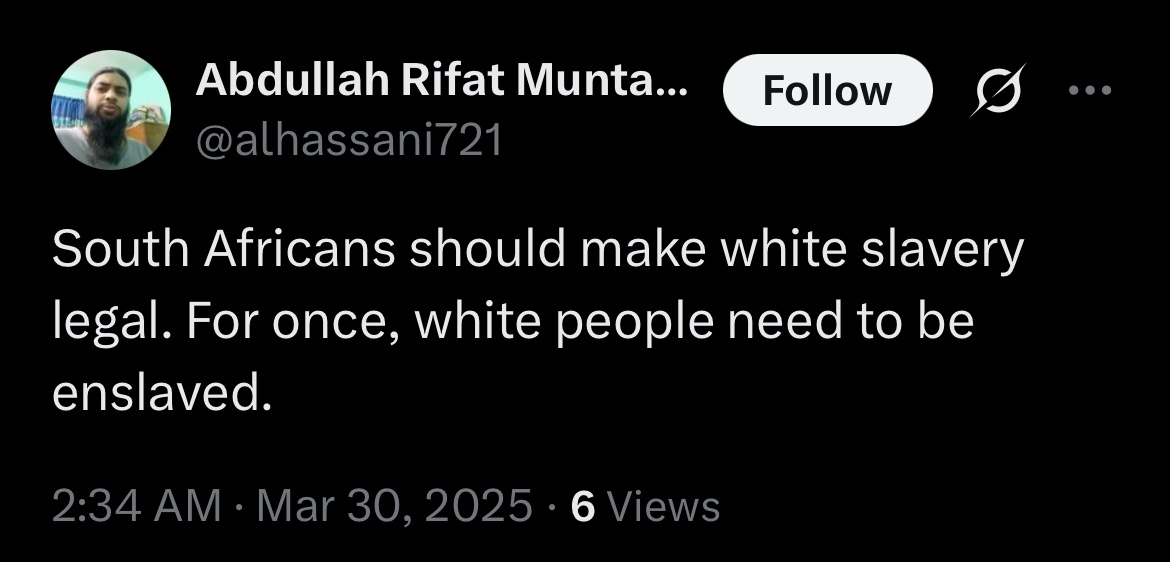 Abdullah Rifat Munta...
Follow
@alhassani721
South Africans should make white slavery
legal. For once, white people need to be
enslaved.
2:34 AM · Mar 30, 2025 · 6 Views